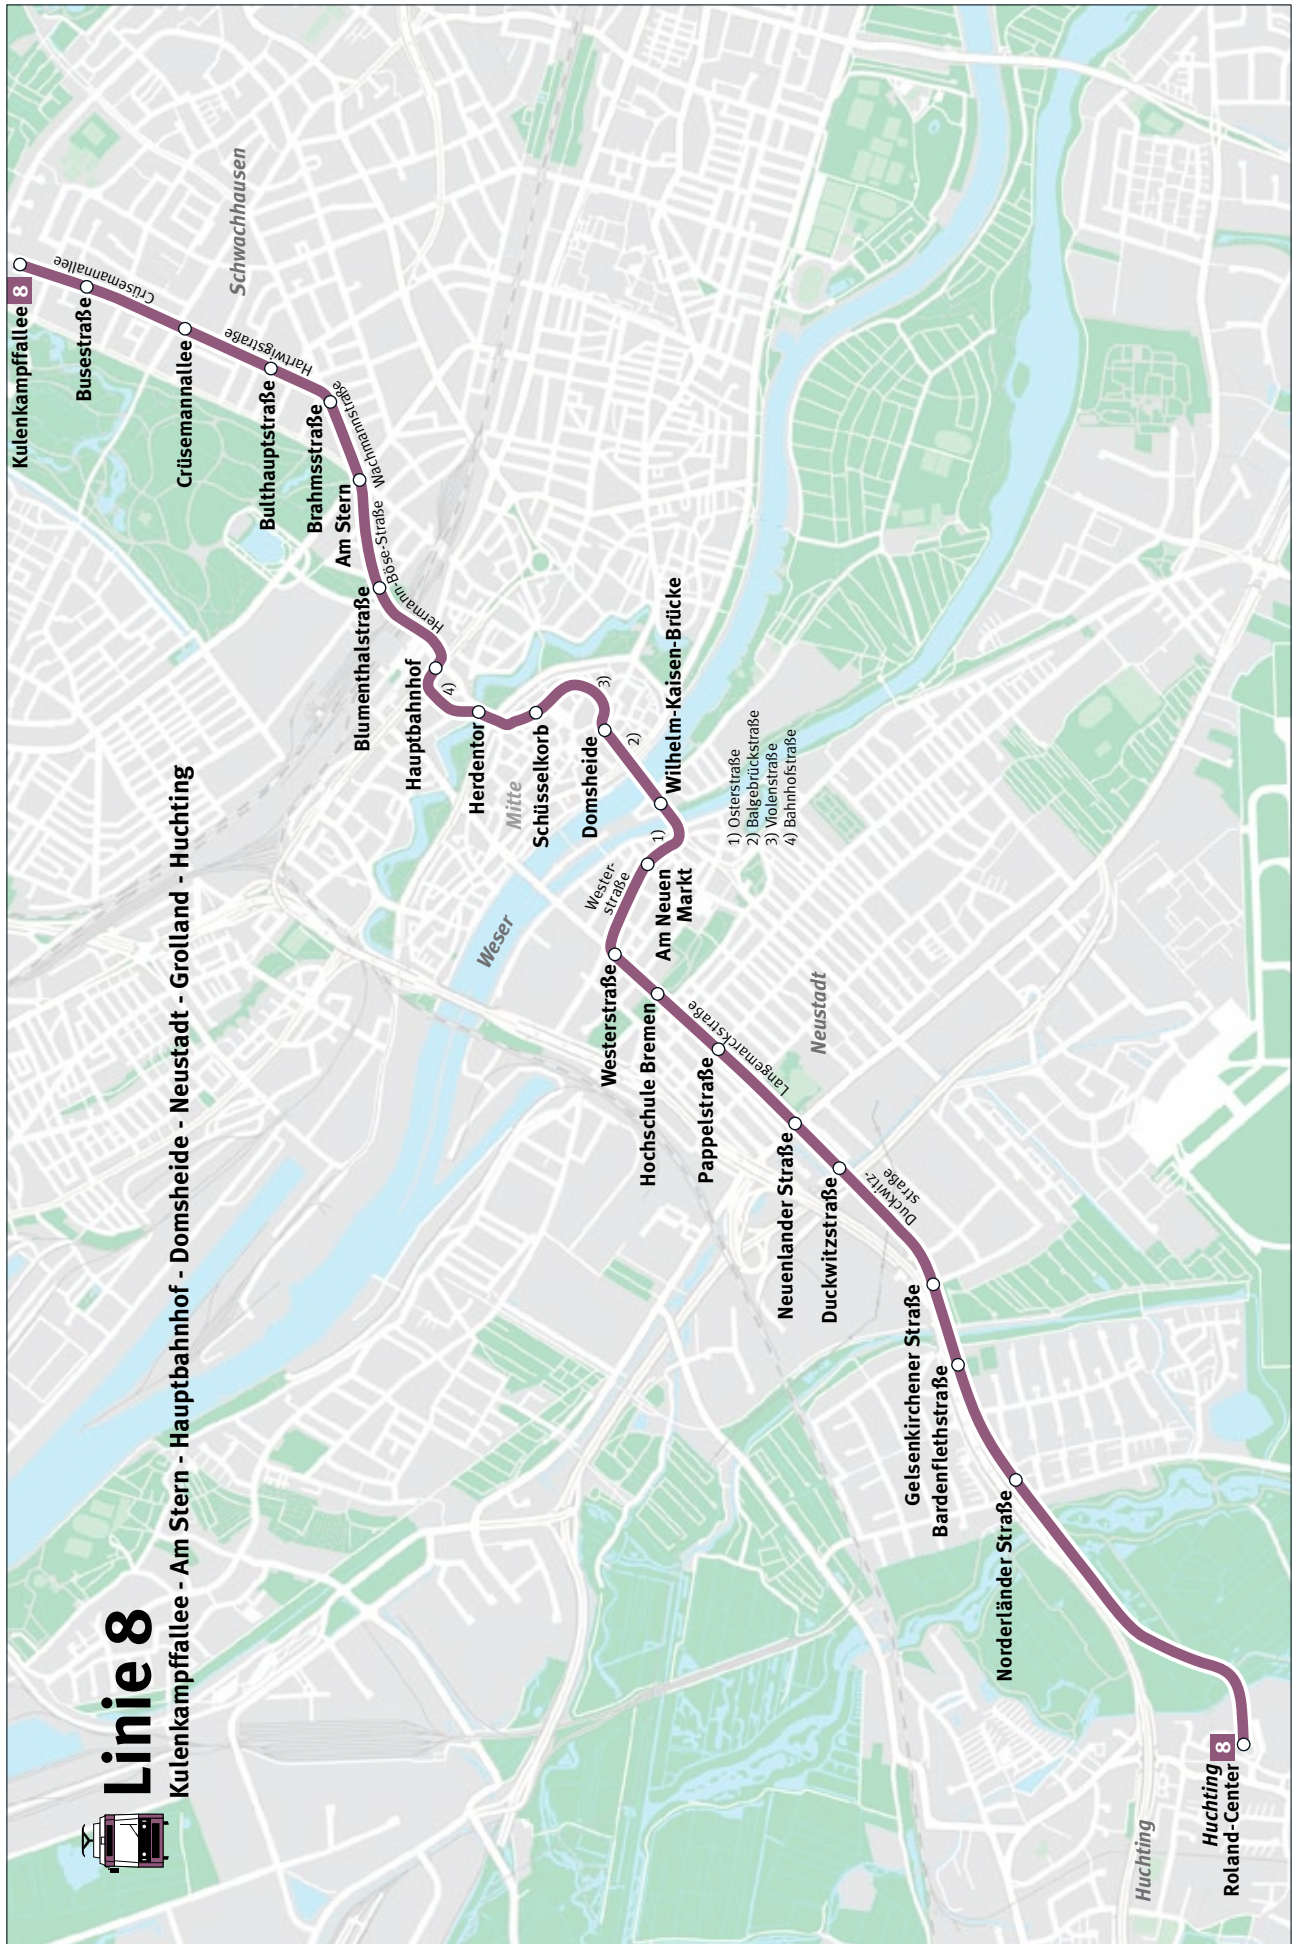 Linie 8
Kulenkampffallee - Am Stern - Hauptbahnhof - Domsheide - Neustadt - Grolland - Huchting
Kulenkampffallee 8
Busestraße
Crüsemannallee
Crüsemannallee
Hartwigstraße
Bulthauptstraße
Brahmsstraße
Wachmannstraße
Am Stern
Hermann-Böse-Straße
Blumenthalstraße
Hauptbahnhof
4)
Herdentor
Schüsselkorb
3)
Domsheide
2)
Wilhelm-Kaisen-Brücke
1)
Am Neuen
Markt
Wester-
straße
Westerstraße
Hochschule Bremen
Langemarckstraße
Pappelstraße
Neuenlander Straße
Duckwitzstraße
Duckwitz-
straße
Gelsenkirchener Straße
Bardenflethstraße
Norderländer Straße
Huchting 8
Roland-Center
1) Osterstraße
2) Balgebrückstraße
3) Violenstraße
4) Bahnhofstraße
Schwachhausen
Mitte
Weser
Neustadt
Huchting